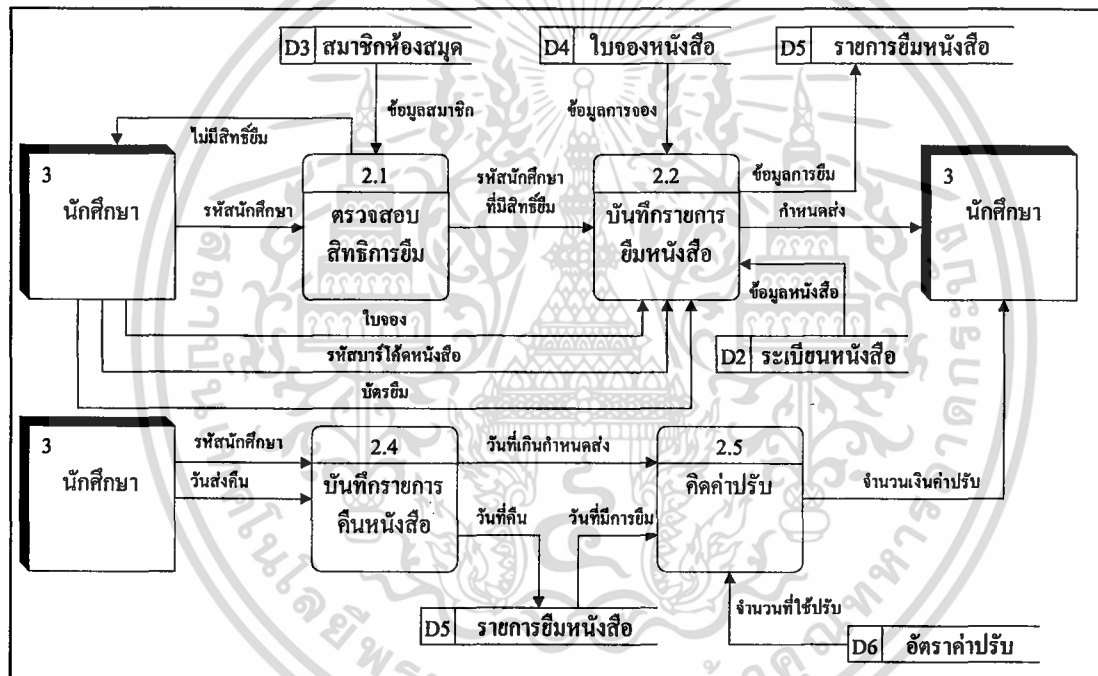 D3 สมาชิกห้องสมุด
D4 ใบจองหนังสือ
D5 รายการยืมหนังสือ
ข้อมูลสมาชิก
ข้อมูลการจอง
ไม่มีสิทธิ์ยืม
3
นักศึกษา
รหัสนักศึกษา
2.1
ตรวจสอบ
สิทธิการยืม
รหัสนักศึกษา
ที่มีสิทธิ์ยืม
2.2
บันทึกรายการ
ยืมหนังสือ
ข้อมูลการยืม
กำหนดส่ง
3
นักศึกษา
ข้อมูลหนังสือ
D2 ระเบียนหนังสือ
ใบจอง
รหัสบาร์โค้ดหนังสือ
บัตรยืม
3
นักศึกษา
รหัสนักศึกษา
วันส่งคืน
2.4
บันทึกรายการ
คืนหนังสือ
วันที่เกินกำหนดส่ง
วันที่คืน
วันที่มีการยืม
2.5
คิดค่าปรับ
จำนวนเงินค่าปรับ
D5 รายการยืมหนังสือ
จำนวนที่ใช้ปรับ
D6 อัตราค่าปรับ